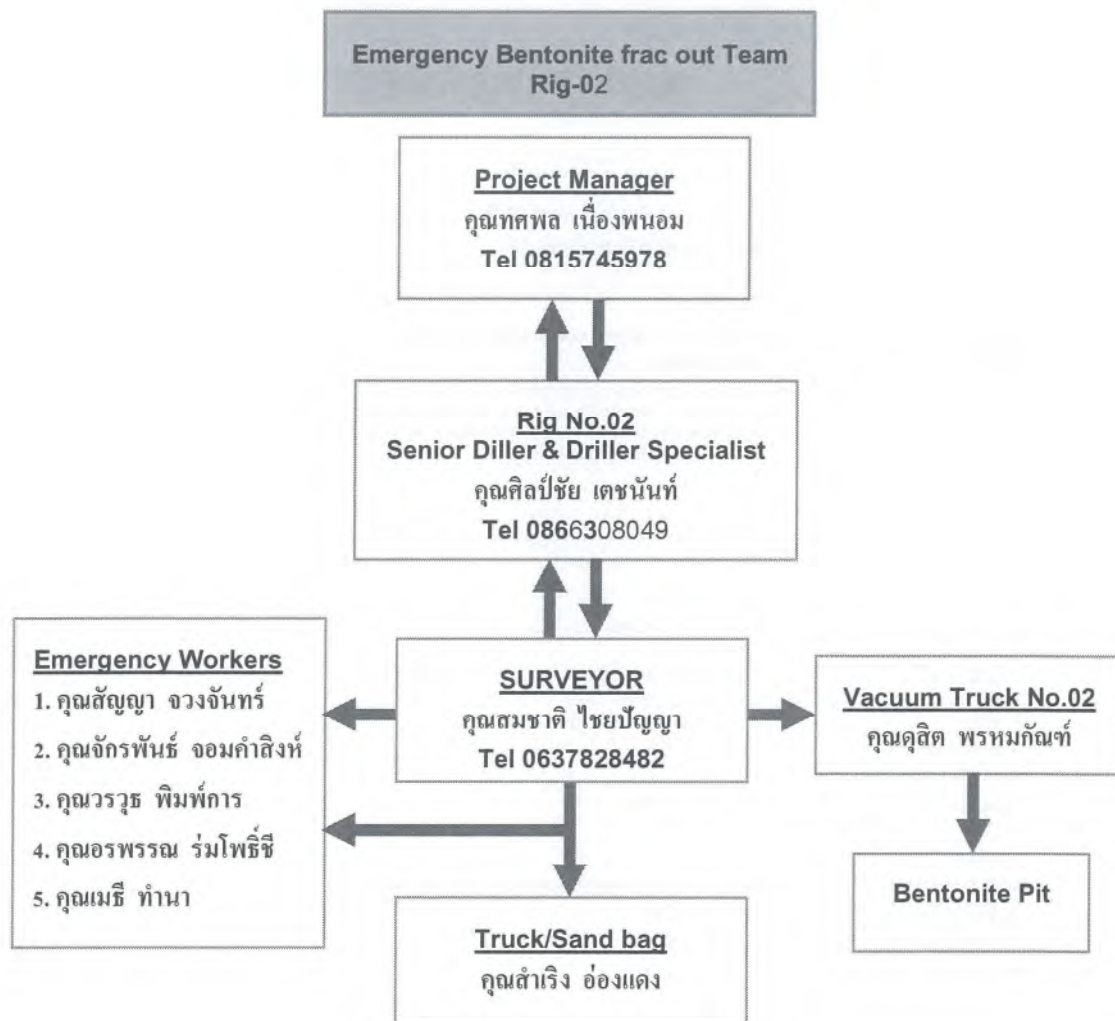 Emergency Bentonite frac out Team
Rig-02
Project Manager
คุณทศพล เนื่องพนอม
Tel 0815745978
Rig No.02
Senior Diller & Driller Specialist
คุณศิลป์ชัย เตชนันท์
Tel 0866308049
Emergency Workers
1. คุณสัญญา จวงจันทร์
2. คุณจักรพันธ์ จอมคำสิงห์
3. คุณวรวุธ พิมพ์การ
4. คุณอรพรรณ ร่มโพธิ์ชี
5. คุณเมธี ทำนา
SURVEYOR
คุณสมชาติ ไชยปัญญา
Tel 0637828482
Vacuum Truck No.02
คุณดุสิต พรหมกัณฑ์
Bentonite Pit
Truck/Sand bag
คุณสำเริง อ่องแดง